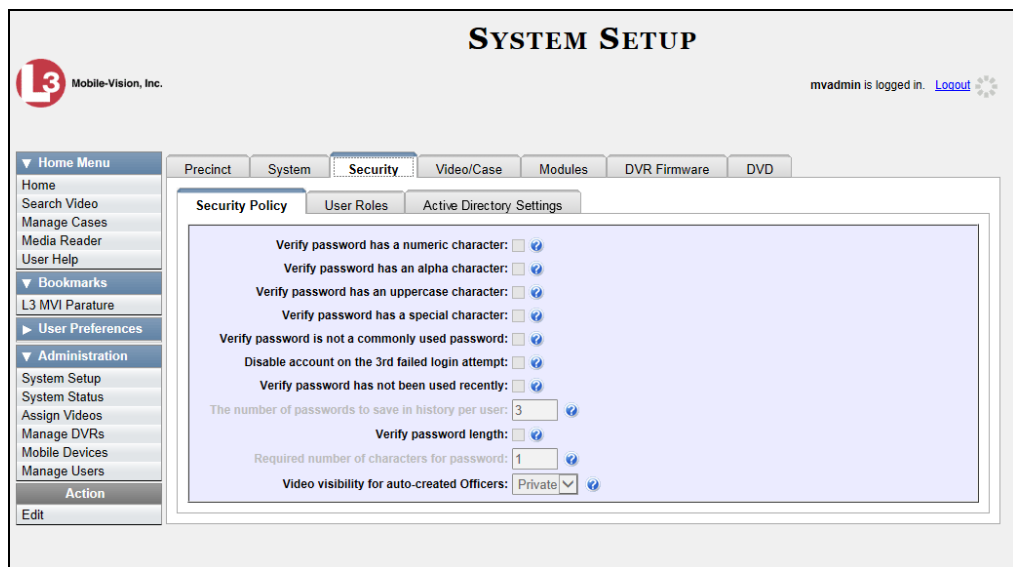 SYSTEM SETUP
L3 Mobile-Vision, Inc.
mvadmin is logged in. Logout
▼ Home Menu
Home
Search Video
Manage Cases
Media Reader
User Help
▼ Bookmarks
L3 MVI Parature
▶ User Preferences
▼ Administration
System Setup
System Status
Assign Videos
Manage DVRs
Mobile Devices
Manage Users
Action
Edit
Precinct System Security Video/Case Modules DVR Firmware DVD
Security Policy User Roles Active Directory Settings
Verify password has a numeric character: ?
Verify password has an alpha character: ?
Verify password has an uppercase character: ?
Verify password has a special character: ?
Verify password is not a commonly used password: ?
Disable account on the 3rd failed login attempt: ?
Verify password has not been used recently: ?
The number of passwords to save in history per user: 3 ?
Verify password length: ?
Required number of characters for password: 1 ?
Video visibility for auto-created Officers: Private ?